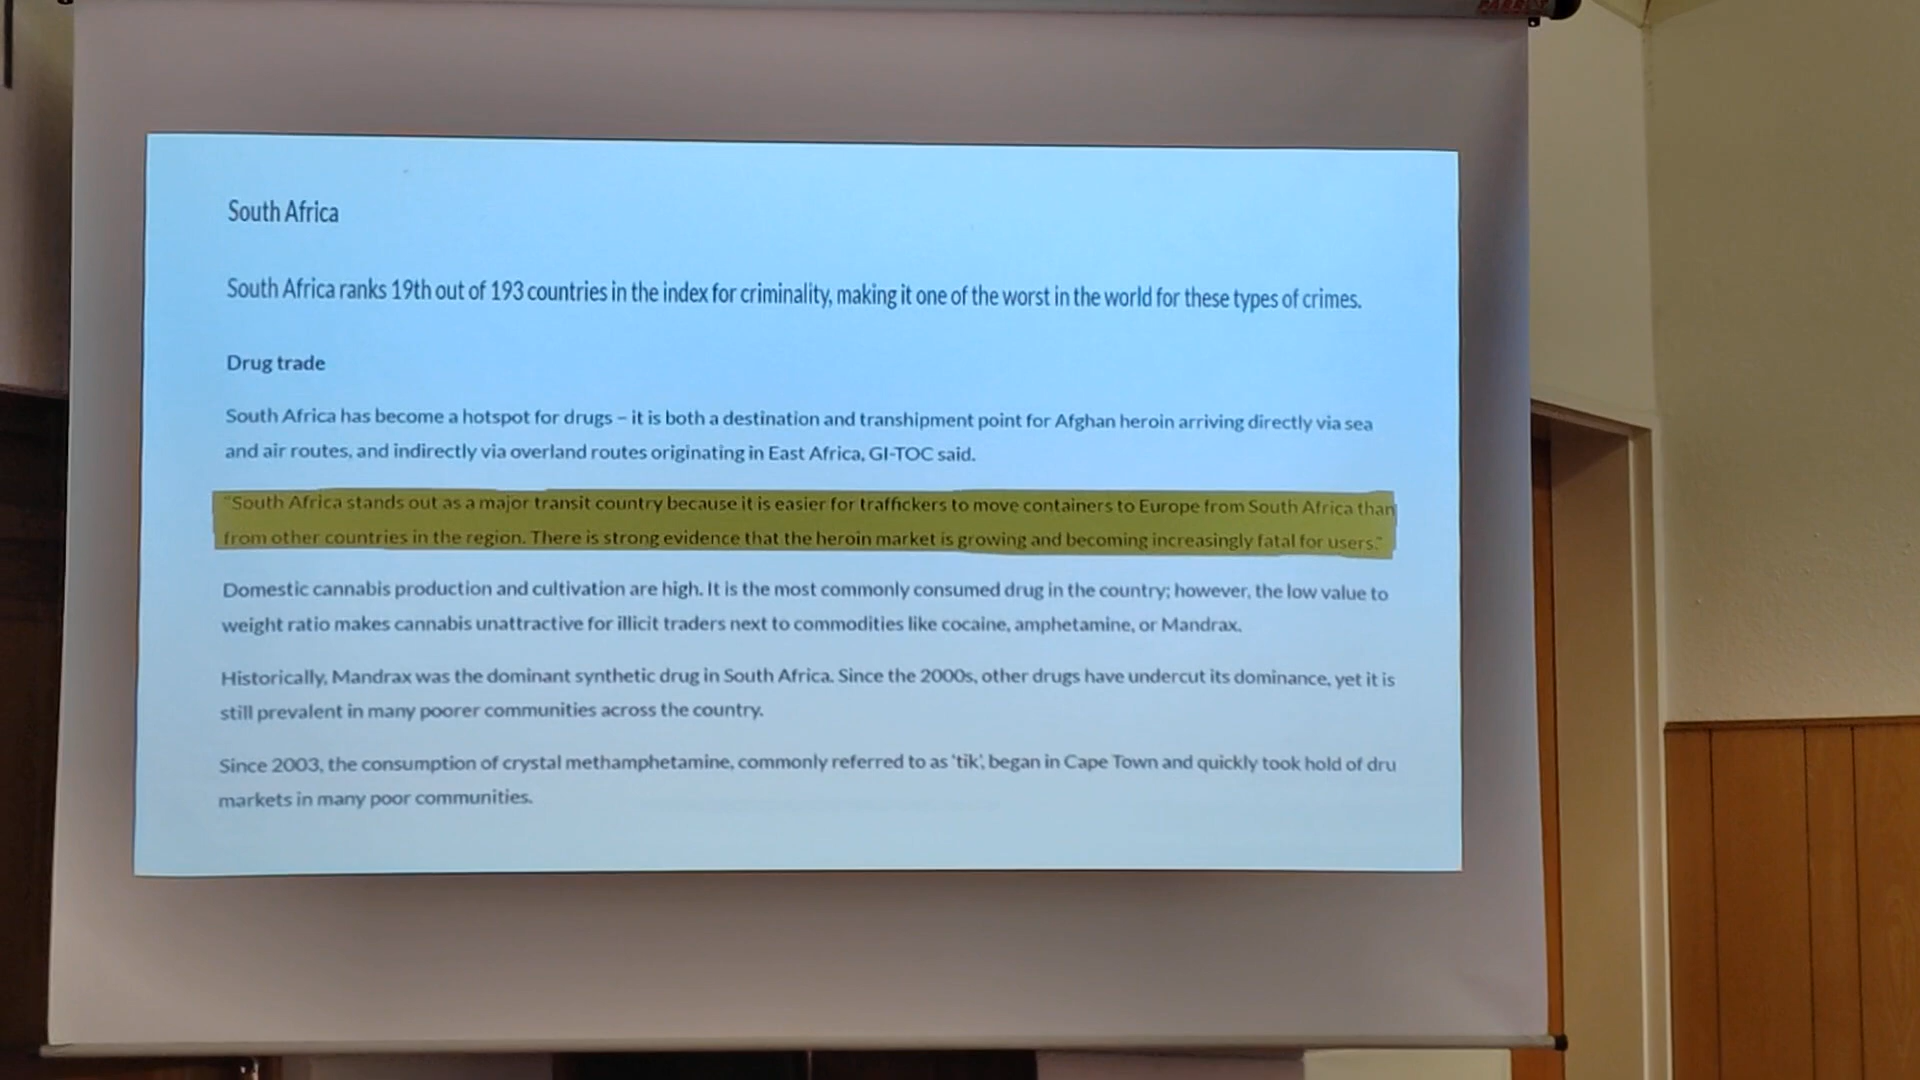 South Africa
South Africa ranks 19th out of 193 countries in the index for criminality, making it one of the worst in the world for these types of crimes.
Drug trade
South Africa has become a hotspot for drugs – it is both a destination and transhipment point for Afghan heroin arriving directly via sea
and air routes, and indirectly via overland routes originating in East Africa, GI-TOC said.
"South Africa stands out as a major transit country because it is easier for traffickers to move containers to Europe from South Africa than
from other countries in the region. There is strong evidence that the heroin market is growing and becoming increasingly fatal for users."
Domestic cannabis production and cultivation are high. It is the most commonly consumed drug in the country; however, the low value to
weight ratio makes cannabis unattractive for illicit traders next to commodities like cocaine, amphetamine, or Mandrax.
Historically, Mandrax was the dominant synthetic drug in South Africa. Since the 2000s, other drugs have undercut its dominance, yet it is
still prevalent in many poorer communities across the country.
Since 2003, the consumption of crystal methamphetamine, commonly referred to as 'tik', began in Cape Town and quickly took hold of dru
markets in many poor communities.